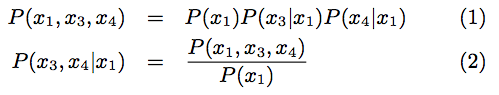 P(x₁, x₃, x₄) = P(x₁)P(x₃|x₁)P(x₄|x₁) (1)
P(x₃, x₄|x₁) = P(x₁, x₃, x₄) / P(x₁) (2)